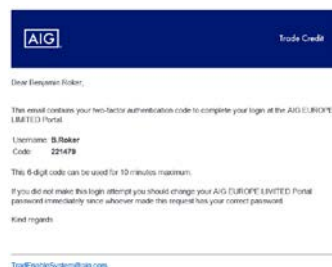 AIG
Trade Credit
Dear Benjamin Roker,
This email contains your two-factor authentication code to complete your login at the AIG EUROPE
LIMITED Portal.
Username B.Roker
Code: 221479
This 6-digit code can be used for 10 minutes maximum.
If you did not make this login attempt you should change your AIG EUROPE LIMITED Portal
password immediately since whoever made this request has your correct password.
Kind regards